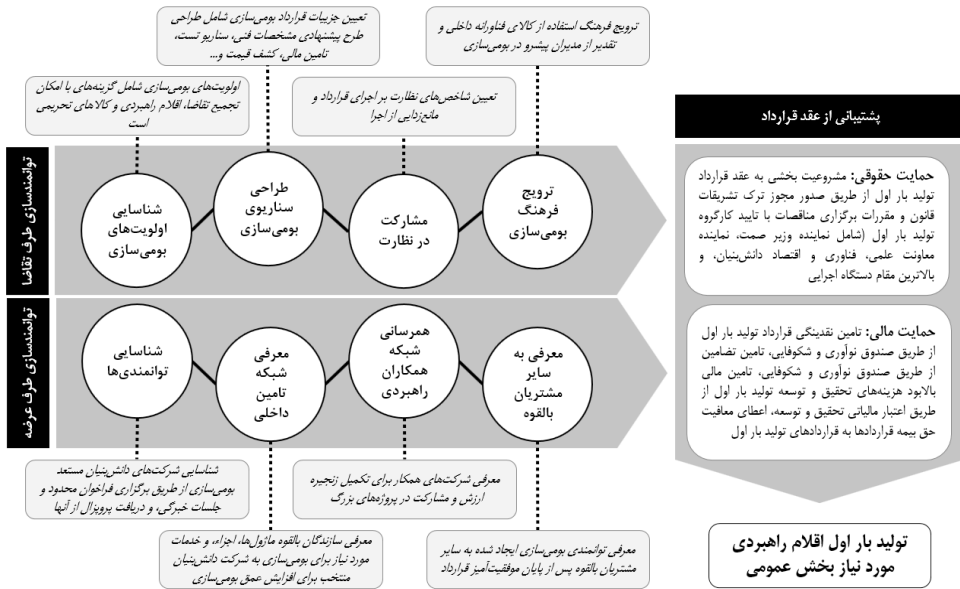 تعیین جزییات قرارداد بومی‌سازی شامل طراحی
طرح پیشنهادی مشخصات فنی، سناریو تست،
تامین مالی، کشف قیمت و...
ترویج فرهنگ استفاده از کالای فناورانه داخلی و
تقدیر از مدیران پیشرو در بومی‌سازی
اولویت‌های بومی‌سازی شامل گزینه‌های با امکان
تجمیع تقاضا، اقلام راهبردی و کالاهای تحریمی
است
تعیین شاخص‌های نظارت بر اجرای قرارداد و
مانع‌زدایی از اجرا
توانمندسازی طرف تقاضا
شناسایی
اولویت‌های
بومی‌سازی
طراحی
سناریوی
بومی‌سازی
مشارکت
در نظارت
ترویج
فرهنگ
بومی‌سازی
توانمندسازی طرف عرضه
شناسایی
توانمندی‌ها
معرفی
شبکه
تامین
داخلی
همرسانی
شبکه
همکاران
راهبردی
معرفی به
سایر
مشتریان
بالقوه
شناسایی شرکت‌های دانش‌بنیان مستعد
بومی‌سازی از طریق برگزاری فراخوان محدود و
جلسات خبرگی، و دریافت پروپزال از آنها
معرفی شرکت‌های همکار برای تکمیل زنجیره
ارزش و مشارکت در پروژه‌های بزرگ
معرفی سازندگان بالقوه ماژول‌ها، اجزاء، و خدمات
مورد نیاز برای بومی‌سازی به شرکت دانش‌بنیان
منتخب برای افزایش عمق بومی‌سازی
معرفی توانمندی بومی‌سازی ایجاد شده به سایر
مشتریان بالقوه پس از پایان موفقیت‌آمیز قرارداد
پشتیبانی از عقد قرارداد
حمایت حقوقی: مشروعیت بخشی به عقد قرارداد
تولید بار اول از طریق صدور مجوز ترک تشریفات
قانون و مقررات برگزاری مناقصات با تایید کارگروه
تولید بار اول (شامل نماینده وزیر صمت، نماینده
معاونت علمی، فناوری و اقتصاد دانش‌بنیان، و
بالاترین مقام دستگاه اجرایی
حمایت مالی: تامین نقدینگی قرارداد تولید بار اول
از طریق صندوق نوآوری و شکوفایی، تامین تضامین
از طریق صندوق نوآوری و شکوفایی، تامین مالی
بالابود هزینه‌های تحقیق و توسعه تولید بار اول از
طریق اعتبار مالیاتی تحقیق و توسعه، اعطای معافیت
حق بیمه قراردادها به قراردادهای تولید بار اول
تولید بار اول اقلام راهبردی
مورد نیاز بخش عمومی